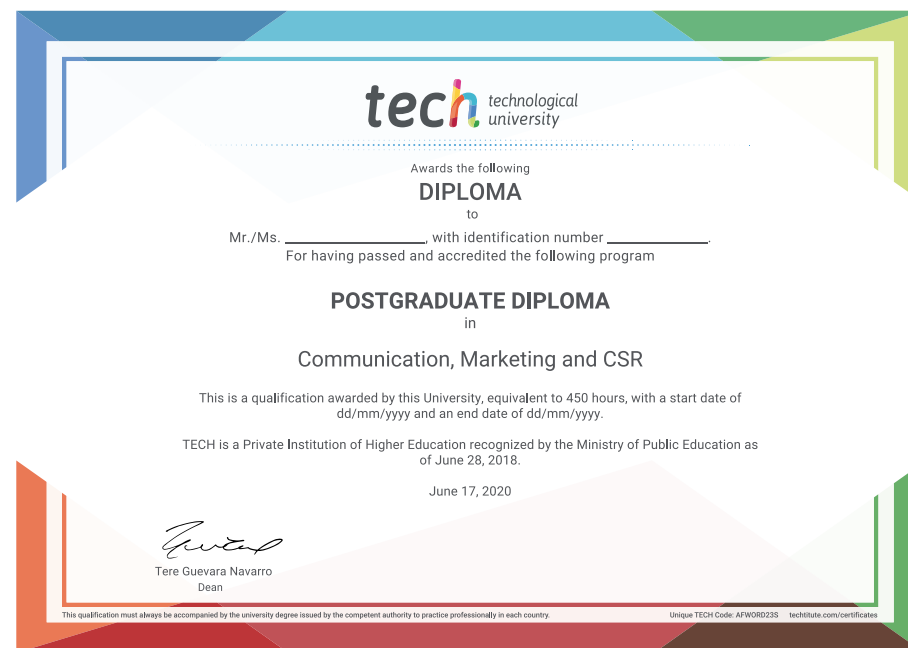 tech technological
university
Awards the following
DIPLOMA
to
Mr./Ms. ________________, with identification number ____________.
For having passed and accredited the following program
POSTGRADUATE DIPLOMA
in
Communication, Marketing and CSR
This is a qualification awarded by this University, equivalent to 450 hours, with a start date of
dd/mm/yyyy and an end date of dd/mm/yyyy.
TECH is a Private Institution of Higher Education recognized by the Ministry of Public Education as
of June 28, 2018.
June 17, 2020
Tere Guevara Navarro
Dean
This qualification must always be accompanied by the university degree issued by the competent authority to practice professionally in each country. Unique TECH Code: AFWORD23S techtitute.com/certificates